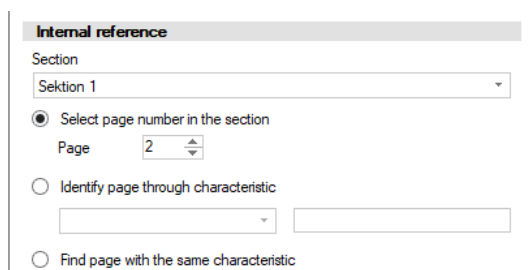 Internal reference
Section
Sektion 1
Select page number in the section
Page 2
Identify page through characteristic
Find page with the same characteristic